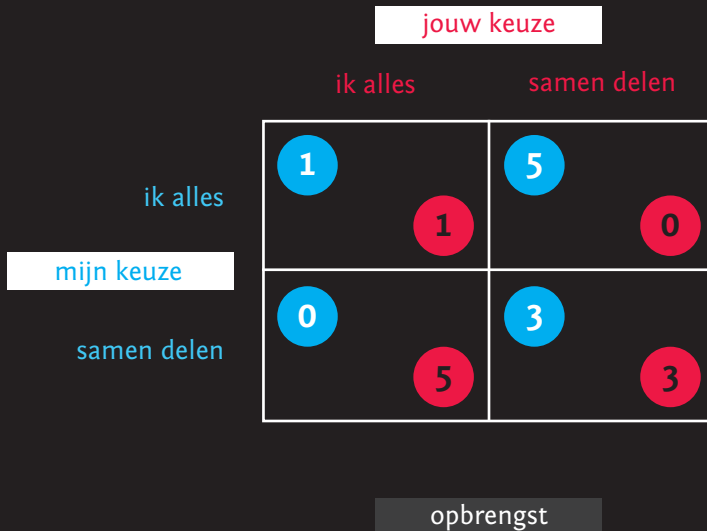 jouw keuze
ik alles samen delen
1 5
ik alles
1 0
mijn keuze
0 3
samen delen
5 3
opbrengst